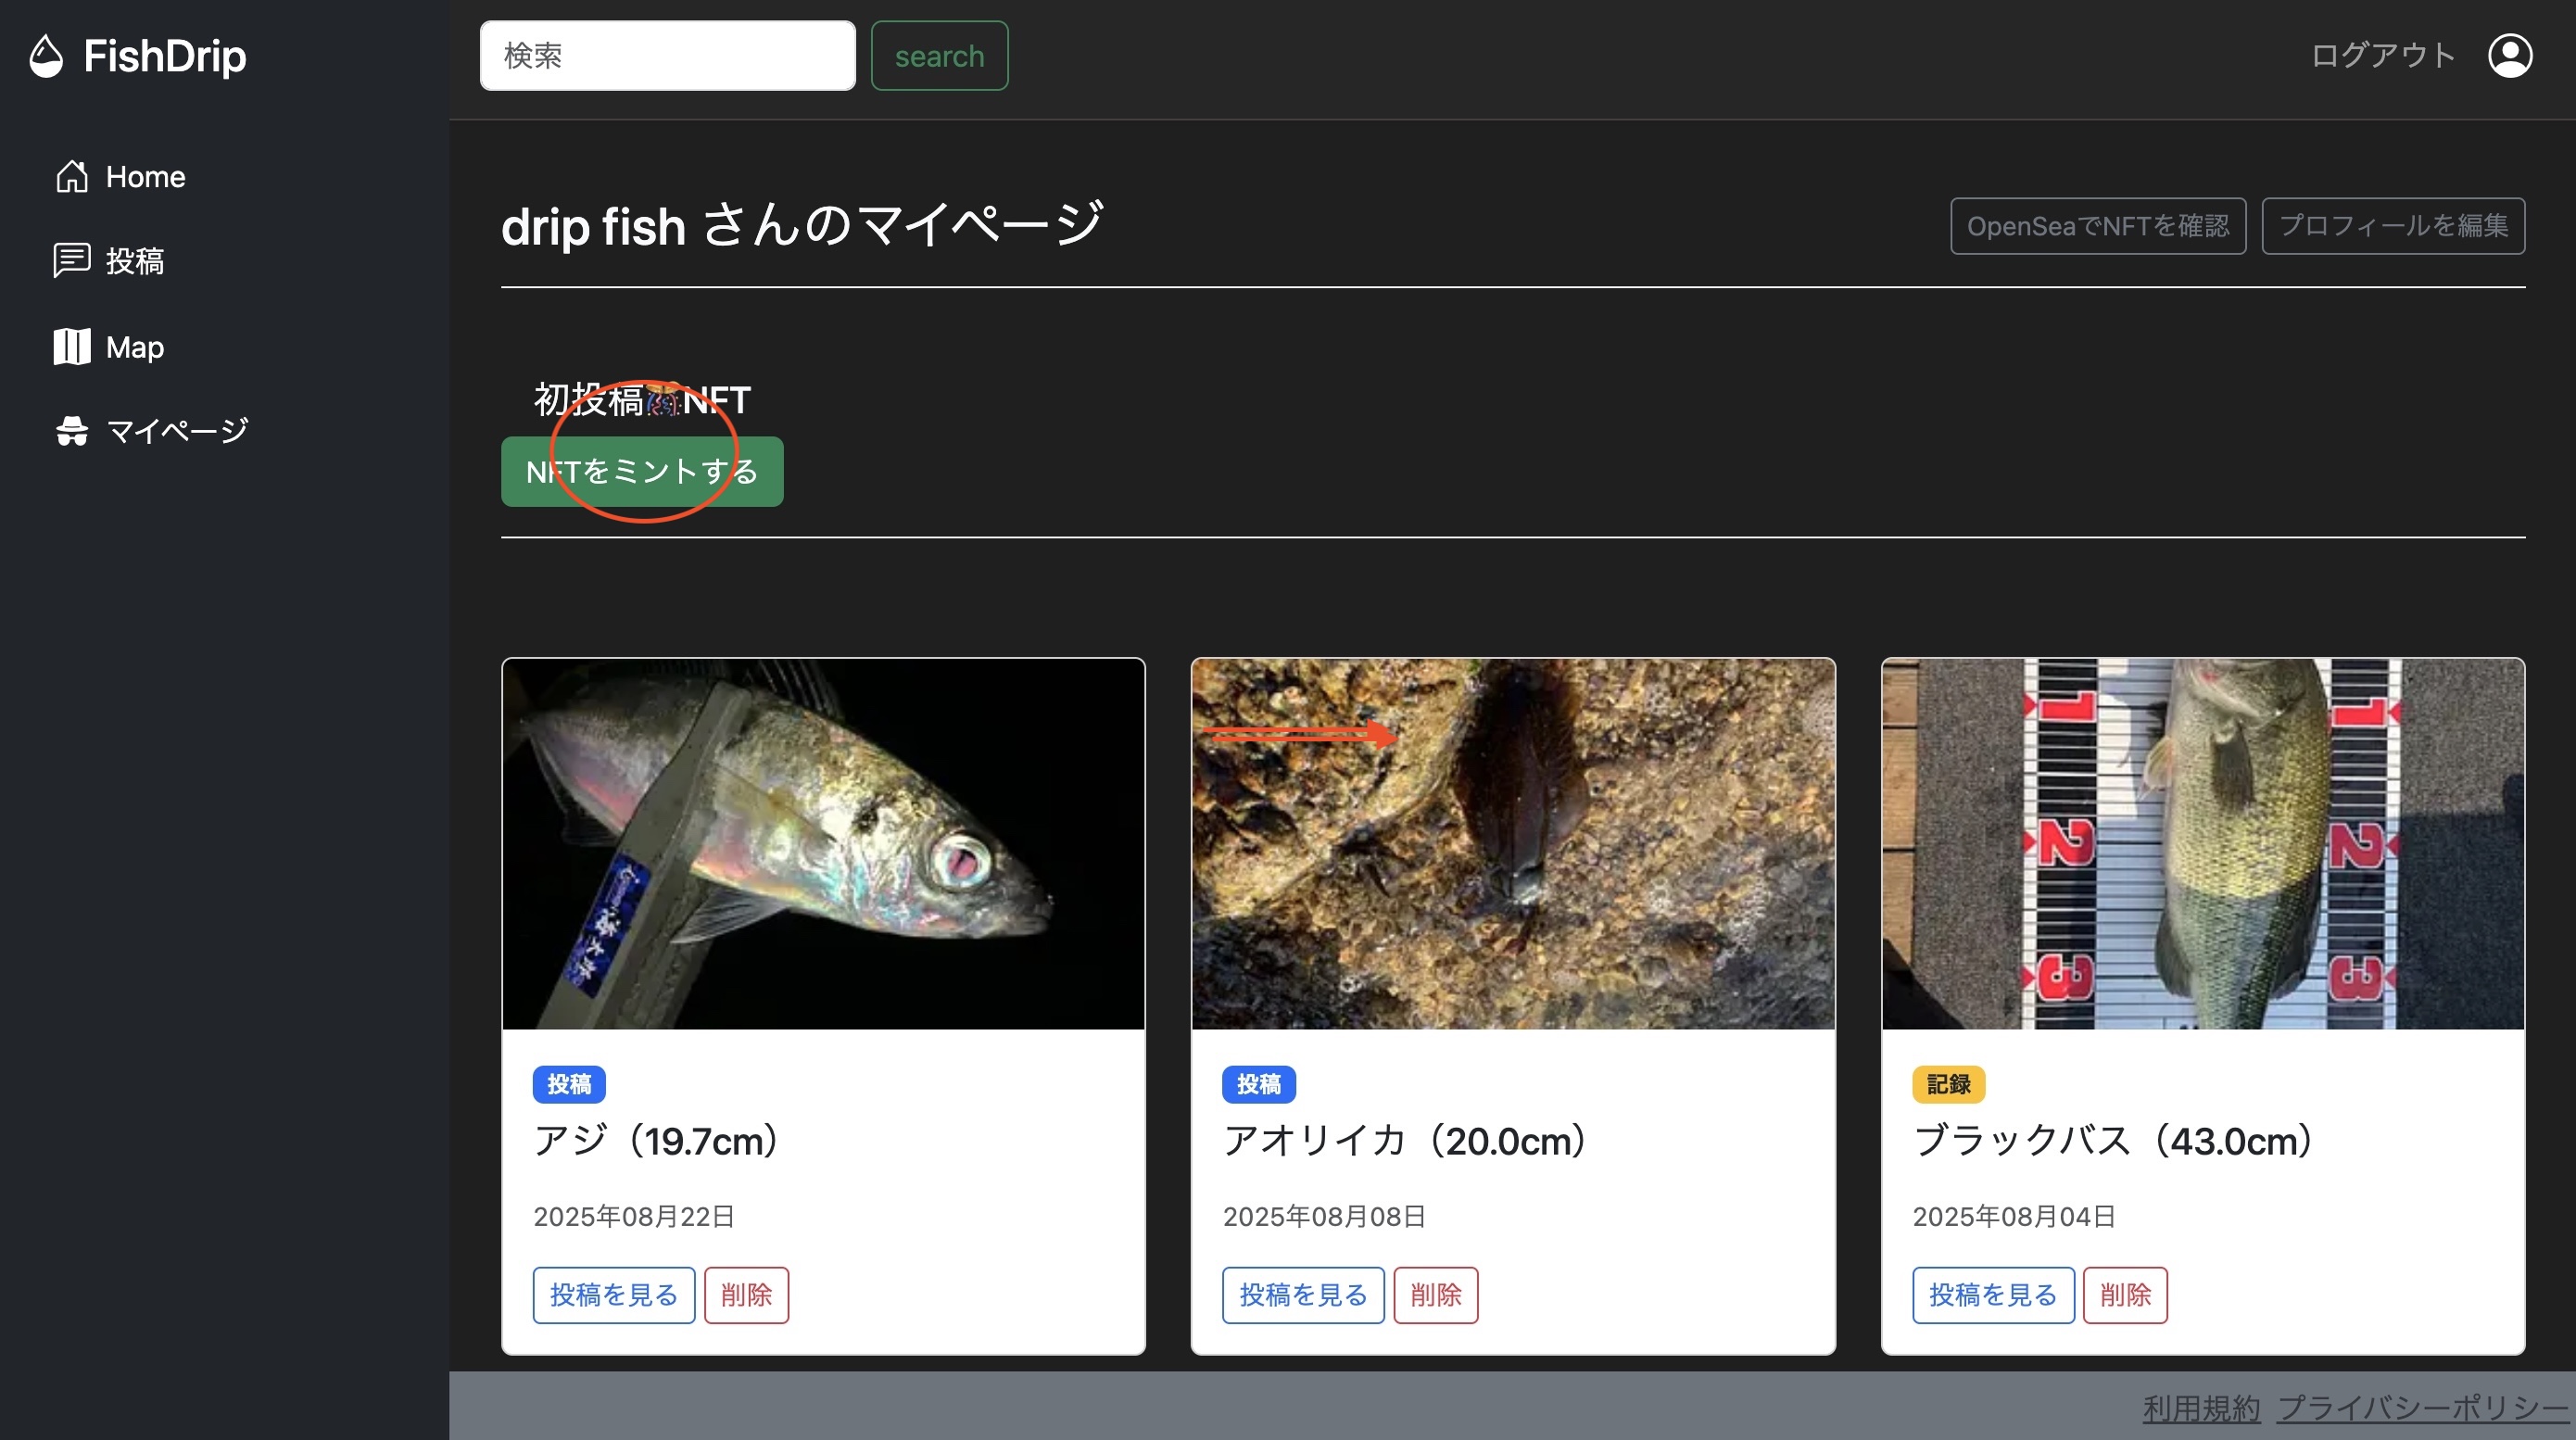 FishDrip
検索
search
ログアウト
Home
投稿
Map
マイページ
drip fish さんのマイページ
OpenSeaでNFTを確認
プロフィールを編集
初投稿🎊NFT
NFTをミントする
1 1
2 2
3 3
投稿
アジ（19.7cm）
2025年08月22日
投稿を見る 削除
投稿
アオリイカ（20.0cm）
2025年08月08日
投稿を見る 削除
記録
ブラックバス（43.0cm）
2025年08月04日
投稿を見る 削除
利用規約 プライバシーポリシー